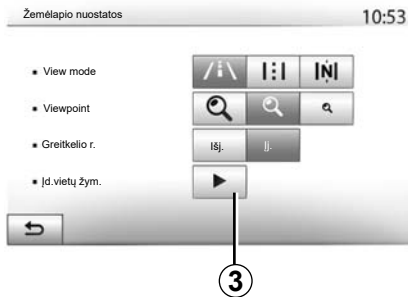 Žemėlapio nuostatos 10:53
▪ View mode N
▪ Viewpoint
▪ Greitkelio r. Išj. Įj.
▪ Įd.vietų žym.
3